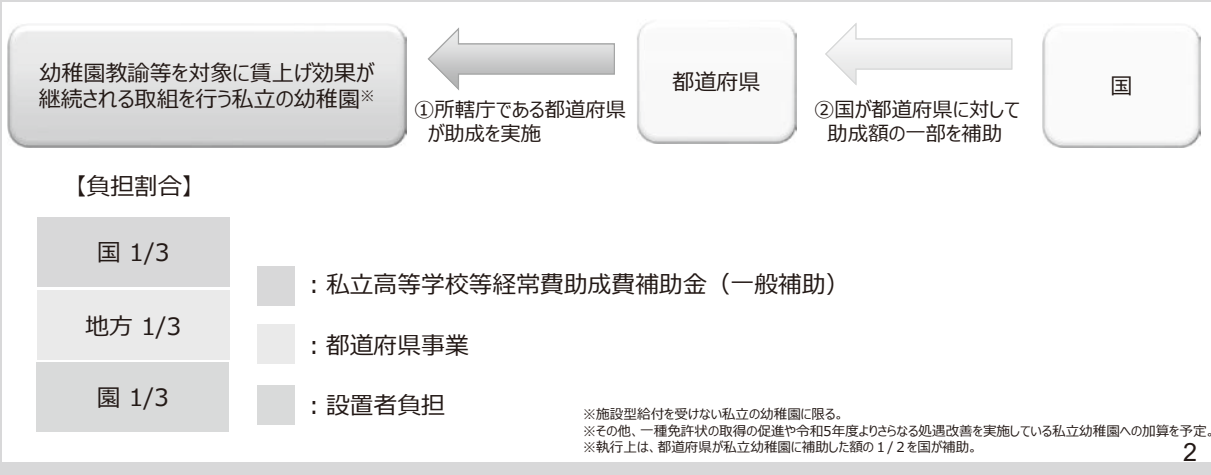 幼稚園教諭等を対象に賃上げ効果が
継続される取組を行う私立の幼稚園※
①所轄庁である都道府県
が助成を実施
都道府県
②国が都道府県に対して
助成額の一部を補助
国
【負担割合】
国 1/3
地方 1/3
園 1/3
：私立高等学校等経常費助成費補助金（一般補助）
：都道府県事業
：設置者負担
※施設型給付を受けない私立の幼稚園に限る。
※その他、一種免許状の取得の促進や令和5年度よりさらなる処遇改善を実施している私立幼稚園への加算を予定。
※執行上は、都道府県が私立幼稚園に補助した額の１/２を国が補助。
2